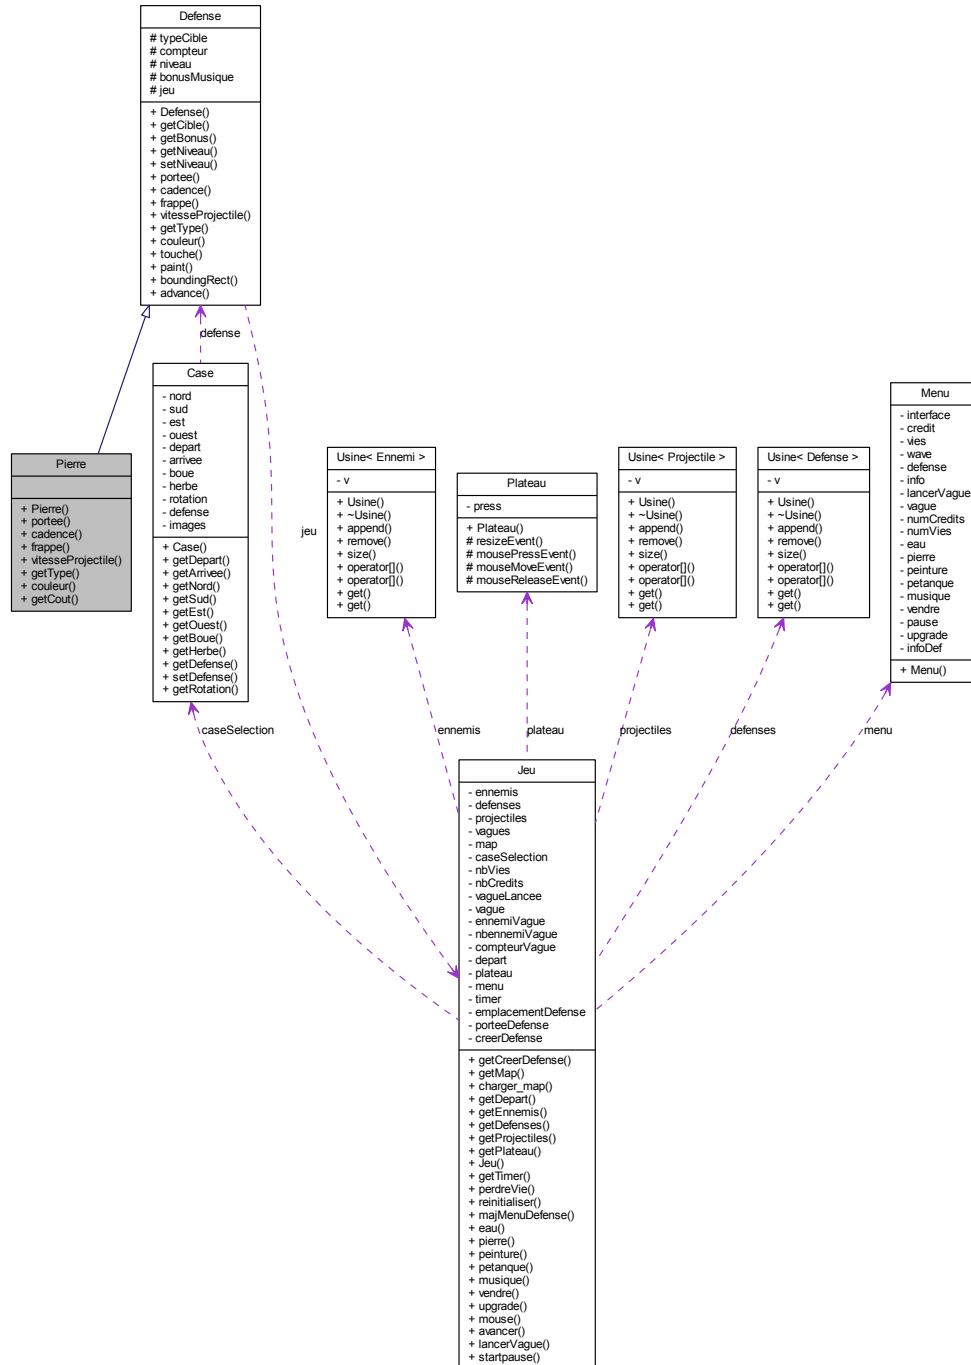 Defense
# typeCible
# compteur
# niveau
# bonusMusique
# jeu
+ Defense()
+ getCible()
+ getBonus()
+ getNiveau()
+ setNiveau()
+ portee()
+ cadence()
+ frappe()
+ vitesseProjectile()
+ getType()
+ couleur()
+ touche()
+ paint()
+ boundingRect()
+ advance()
defense
jeu
Case
- nord
- sud
- est
- ouest
- depart
- arrivee
- boue
- herbe
- rotation
- defense
- images
+ Case()
+ getDepart()
+ getArrivee()
+ getNord()
+ getSud()
+ getEst()
+ getOuest()
+ getBoue()
+ getHerbe()
+ getDefense()
+ setDefense()
+ getRotation()
Pierre
+ Pierre()
+ portee()
+ cadence()
+ frappe()
+ vitesseProjectile()
+ getType()
+ couleur()
+ getCout()
Usine< Ennemi >
- v
+ Usine()
+ ~Usine()
+ append()
+ remove()
+ size()
+ operator[]()
+ operator[]()
+ get()
+ get()
Plateau
- press
+ Plateau()
# resizeEvent()
# mousePressEvent()
# mouseMoveEvent()
# mouseReleaseEvent()
Usine< Projectile >
- v
+ Usine()
+ ~Usine()
+ append()
+ remove()
+ size()
+ operator[]()
+ operator[]()
+ get()
+ get()
Usine< Defense >
- v
+ Usine()
+ ~Usine()
+ append()
+ remove()
+ size()
+ operator[]()
+ operator[]()
+ get()
+ get()
Menu
- interface
- credit
- vies
- wave
- defense
- info
- lancerVague
- vague
- numCredits
- numVies
- eau
- pierre
- peinture
- petanque
- musique
- vendre
- pause
- upgrade
- infoDef
+ Menu()
caseSelection
ennemis
plateau
projectiles
defenses
menu
Jeu
- ennemis
- defenses
- projectiles
- vagues
- map
- caseSelection
- nbVies
- nbCredits
- vagueLancee
- vague
- ennemiVague
- nbennemiVague
- compteurVague
- depart
- plateau
- menu
- timer
- emplacementDefense
- porteeDefense
- creerDefense
+ getCreerDefense()
+ getMap()
+ charger_map()
+ getDepart()
+ getEnnemis()
+ getDefenses()
+ getProjectiles()
+ getPlateau()
+ Jeu()
+ getTimer()
+ perdreVie()
+ reinitialiser()
+ majMenuDefense()
+ eau()
+ pierre()
+ peinture()
+ petanque()
+ musique()
+ vendre()
+ upgrade()
+ mouse()
+ avancer()
+ lancerVague()
+ startpause()